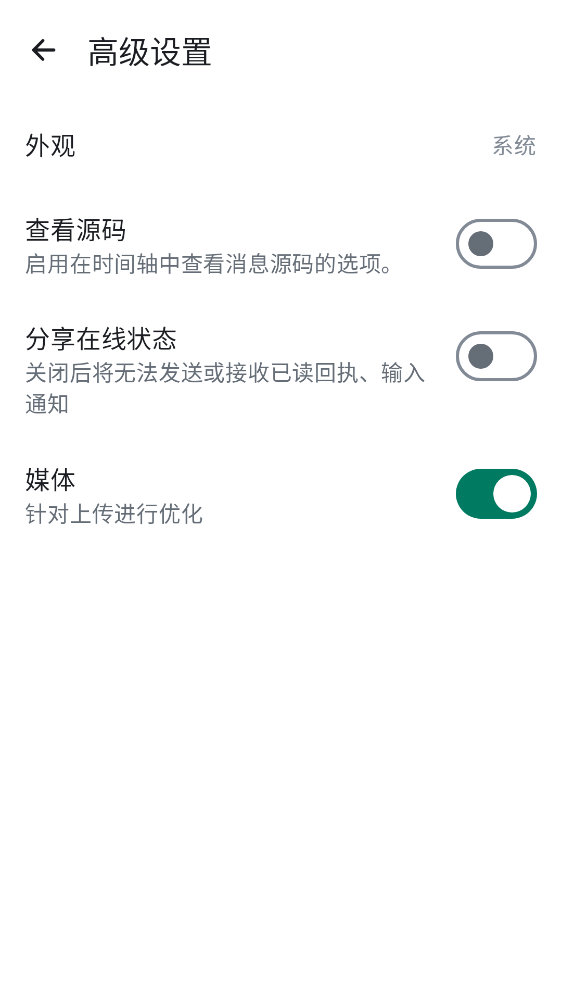 高级设置
外观
系统
查看源码
启用在时间轴中查看消息源码的选项。
分享在线状态
关闭后将无法发送或接收已读回执、输入
通知
媒体
针对上传进行优化